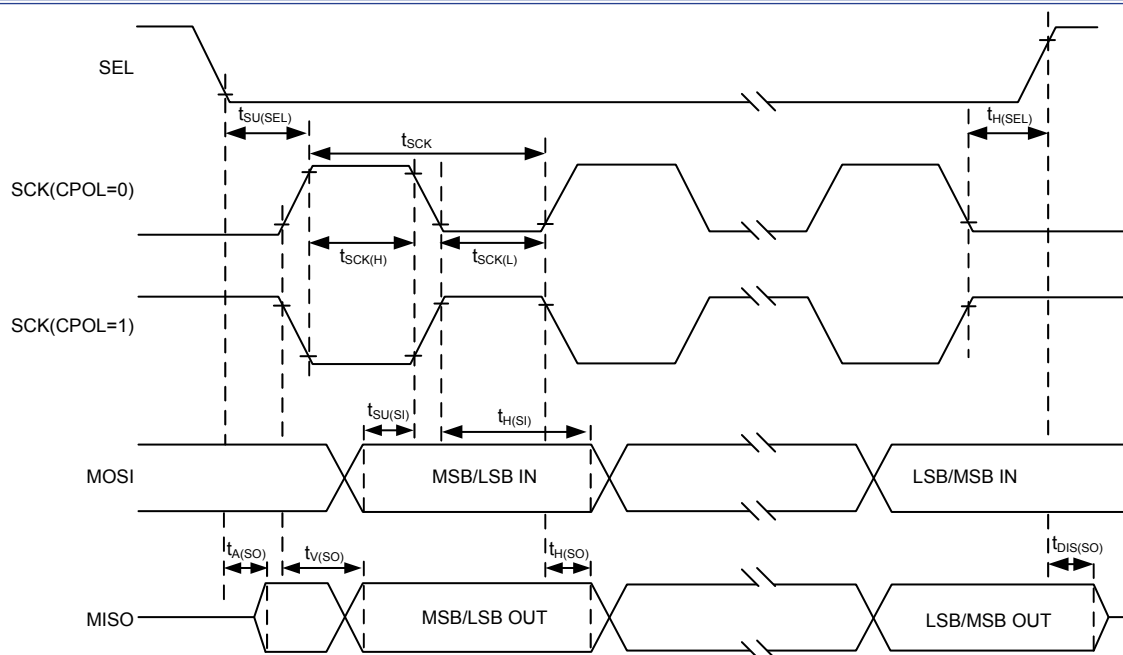 SEL
tSU(SEL)
tH(SEL)
tSCK
SCK(CPOL=0)
tSCK(H)
tSCK(L)
SCK(CPOL=1)
tSU(SI)
tH(SI)
MOSI
MSB/LSB IN
LSB/MSB IN
tA(SO)
tV(SO)
tH(SO)
tDIS(SO)
MISO
MSB/LSB OUT
LSB/MSB OUT